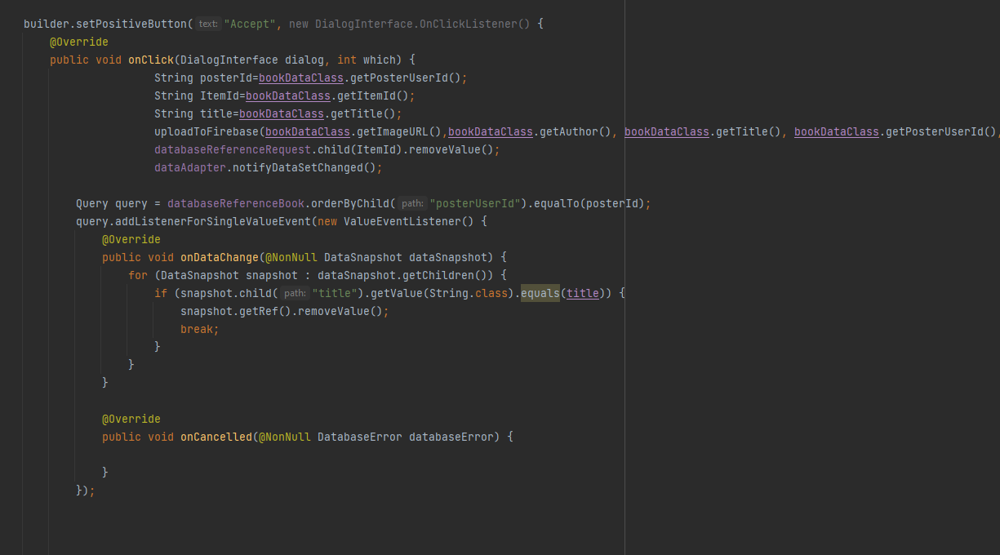 builder.setPositiveButton( text: "Accept", new DialogInterface.OnClickListener() {
@Override
public void onClick(DialogInterface dialog, int which) {
String posterId=bookDataClass.getPosterUserId();
String ItemId=bookDataClass.getItemId();
String title=bookDataClass.getTitle();
uploadToFirebase(bookDataClass.getImageURL(),bookDataClass.getAuthor(), bookDataClass.getTitle(), bookDataClass.getPosterUserId(),
databaseReferenceRequest.child(ItemId).removeValue();
dataAdapter.notifyDataSetChanged();
Query query = databaseReferenceBook.orderByChild( path: "posterUserId").equalTo(posterId);
query.addListenerForSingleValueEvent(new ValueEventListener() {
@Override
public void onDataChange(@NonNull DataSnapshot dataSnapshot) {
for (DataSnapshot snapshot : dataSnapshot.getChildren()) {
if (snapshot.child( path: "title").getValue(String.class).equals(title)) {
snapshot.getRef().removeValue();
break;
}
}
}
@Override
public void onCancelled(@NonNull DatabaseError databaseError) {
}
});